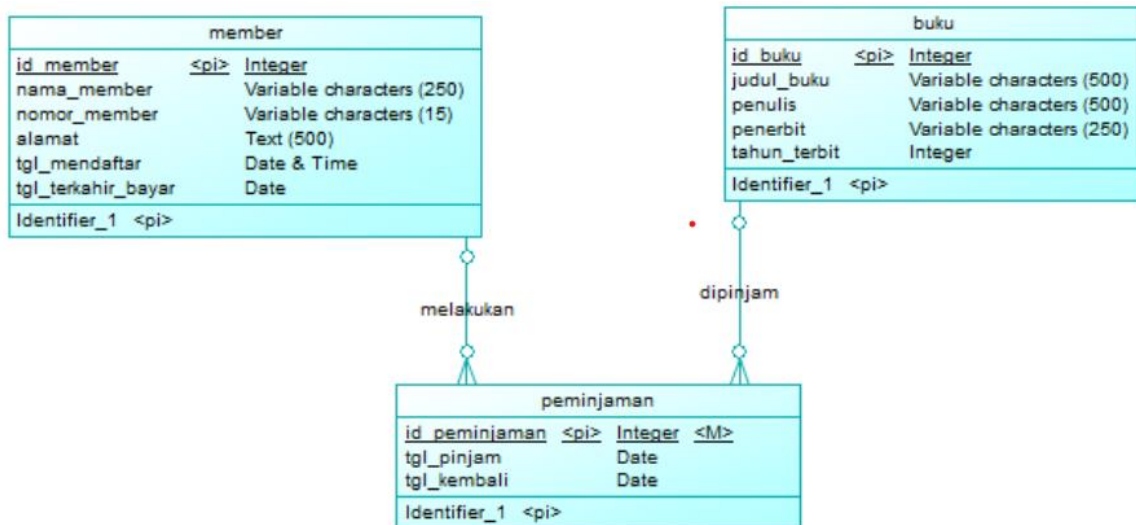 member
id_member <pi> Integer
nama_member Variable characters (250)
nomor_member Variable characters (15)
alamat Text (500)
tgl_mendaftar Date & Time
tgl_terkahir_bayar Date
Identifier_1 <pi>
buku
id_buku <pi> Integer
judul_buku Variable characters (500)
penulis Variable characters (500)
penerbit Variable characters (250)
tahun_terbit Integer
Identifier_1 <pi>
melakukan
dipinjam
peminjaman
id_peminjaman <pi> Integer <M>
tgl_pinjam Date
tgl_kembali Date
Identifier_1 <pi>